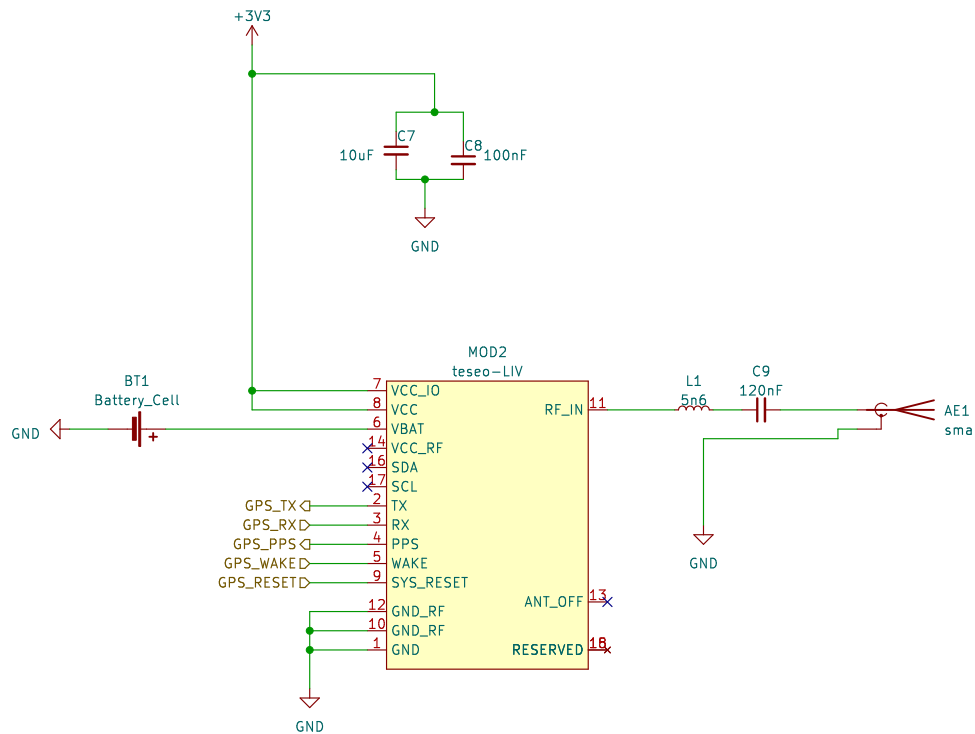 +3V3
C7
10uF
C8
100nF
GND
MOD2
teseo-LIV
BT1
Battery_Cell
GND
7
VCC_IO
8
VCC
6
VBAT
14
VCC_RF
16
SDA
17
SCL
GPS_TX
2
TX
GPS_RX
3
RX
GPS_PPS
4
PPS
GPS_WAKE
5
WAKE
GPS_RESET
9
SYS_RESET
12
GND_RF
10
GND_RF
1
GND
GND
RF_IN
11
L1
5n6
C9
120nF
AE1
sma
GND
ANT_OFF
13
RESERVED